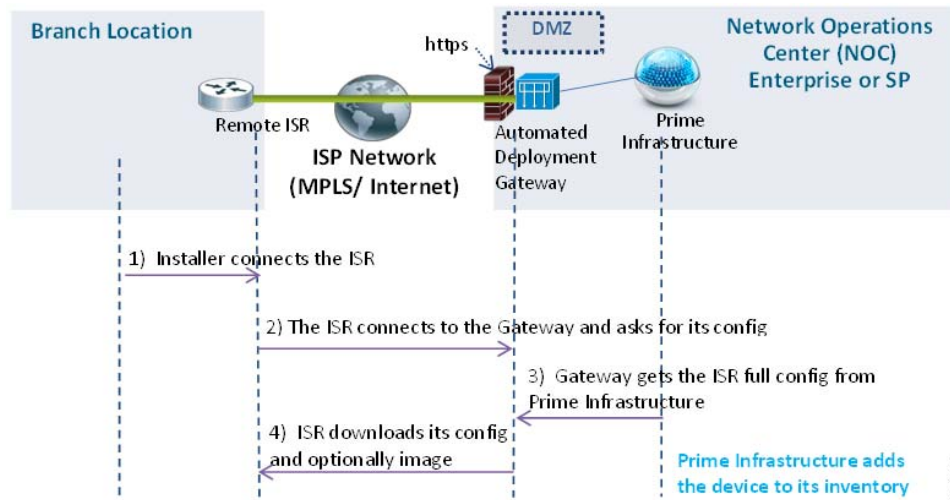 Branch Location
https
DMZ
Network Operations
Center (NOC)
Enterprise or SP
Remote ISR
ISP Network
(MPLS/ Internet)
Automated
Deployment
Gateway
Prime
Infrastructure
1) Installer connects the ISR
2) The ISR connects to the Gateway and asks for its config
3) Gateway gets the ISR full config from
Prime Infrastructure
4) ISR downloads its config
and optionally image
Prime Infrastructure adds
the device to its inventory